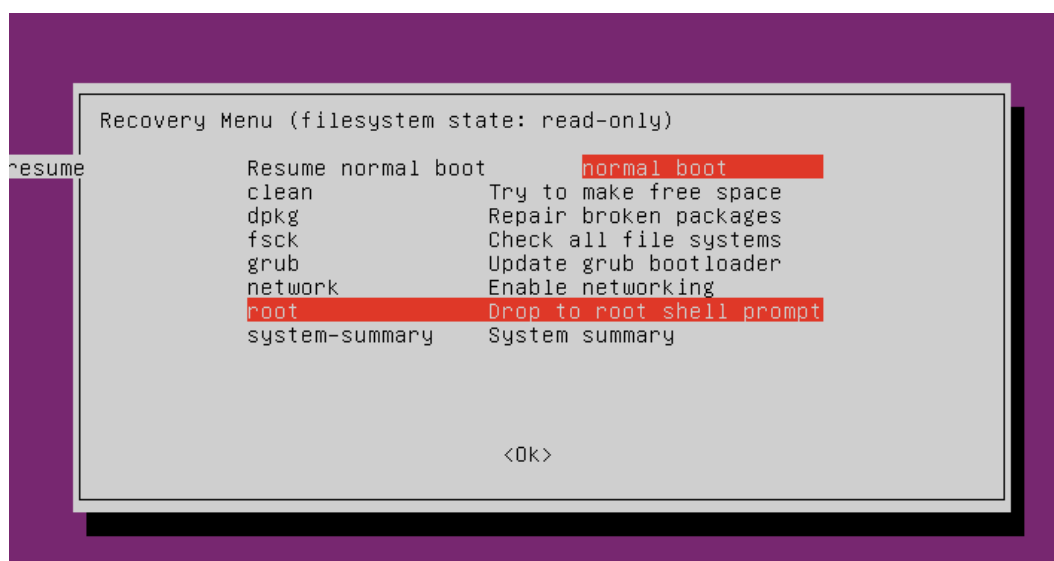 Recovery Menu (filesystem state: read-only)
resume Resume normal boot normal boot
clean Try to make free space
dpkg Repair broken packages
fsck Check all file systems
grub Update grub bootloader
network Enable networking
root Drop to root shell prompt
system-summary System summary
<Ok>